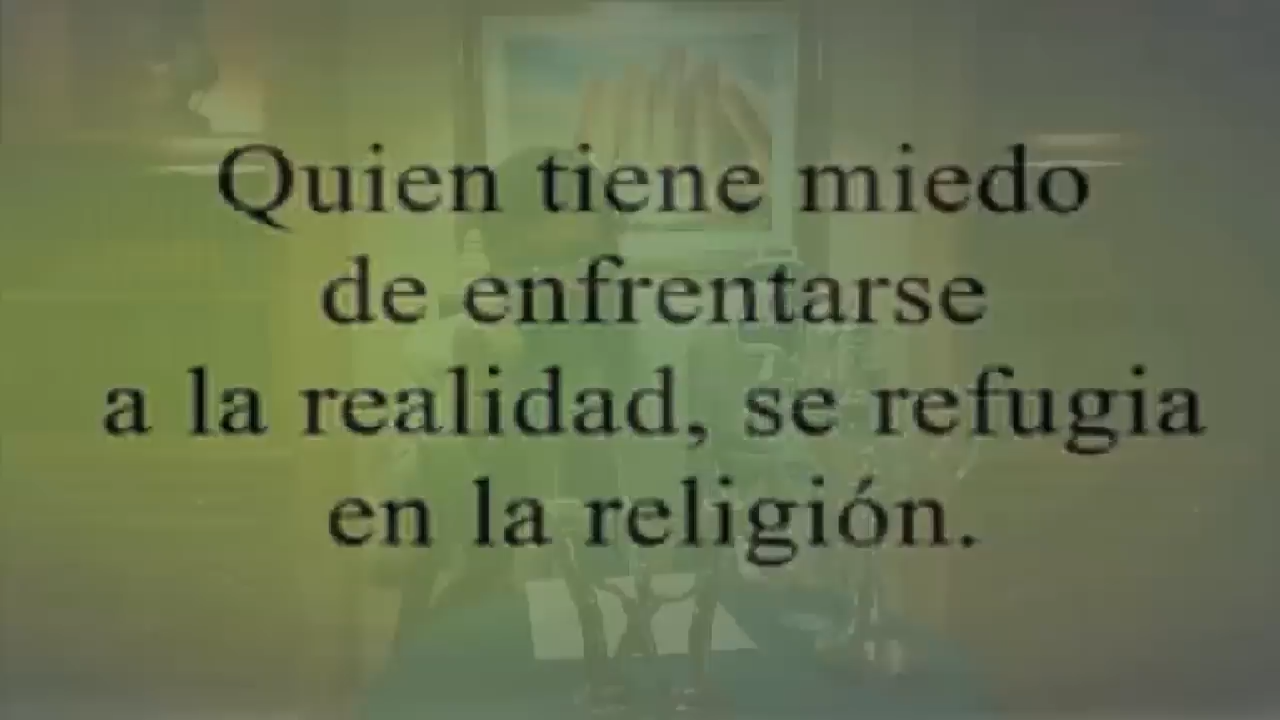 Quien tiene miedo
de enfrentarse
a la realidad, se refugia
en la religión.